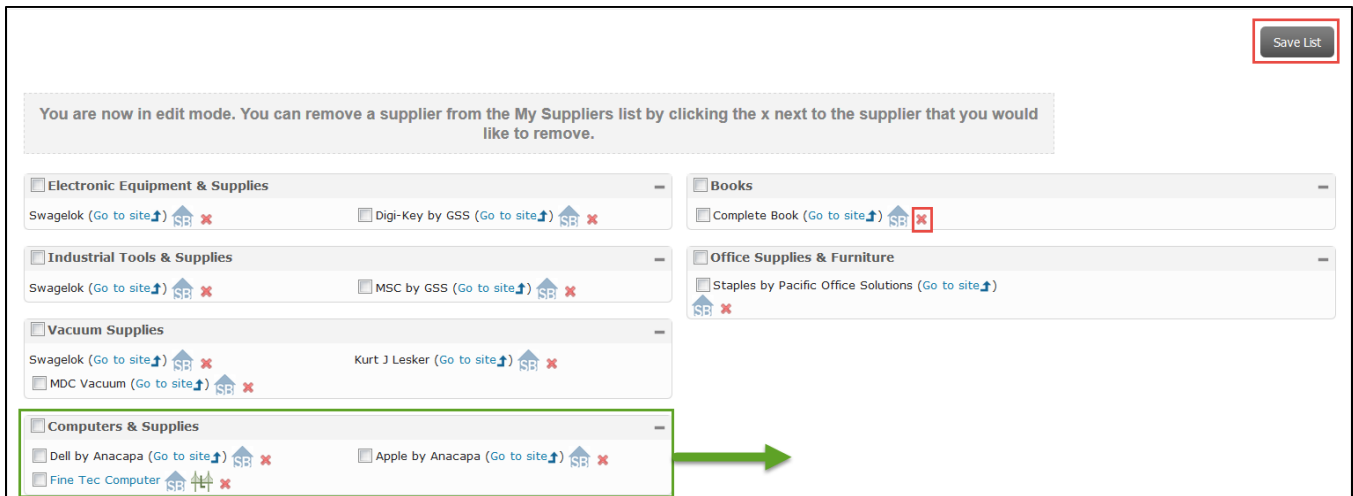 Save List
You are now in edit mode. You can remove a supplier from the My Suppliers list by clicking the x next to the supplier that you would
like to remove.
Electronic Equipment & Supplies
Swagelok (Go to site) SB Digi-Key by GSS (Go to site) SB
Industrial Tools & Supplies
Swagelok (Go to site) SB MSC by GSS (Go to site) SB
Vacuum Supplies
Swagelok (Go to site) SB Kurt J Lesker (Go to site) SB
MDC Vacuum (Go to site) SB
Computers & Supplies
Dell by Anacapa (Go to site) SB Apple by Anacapa (Go to site) SB
Fine Tec Computer SB L
Books
Complete Book (Go to site) SB
Office Supplies & Furniture
Staples by Pacific Office Solutions (Go to site)
SB